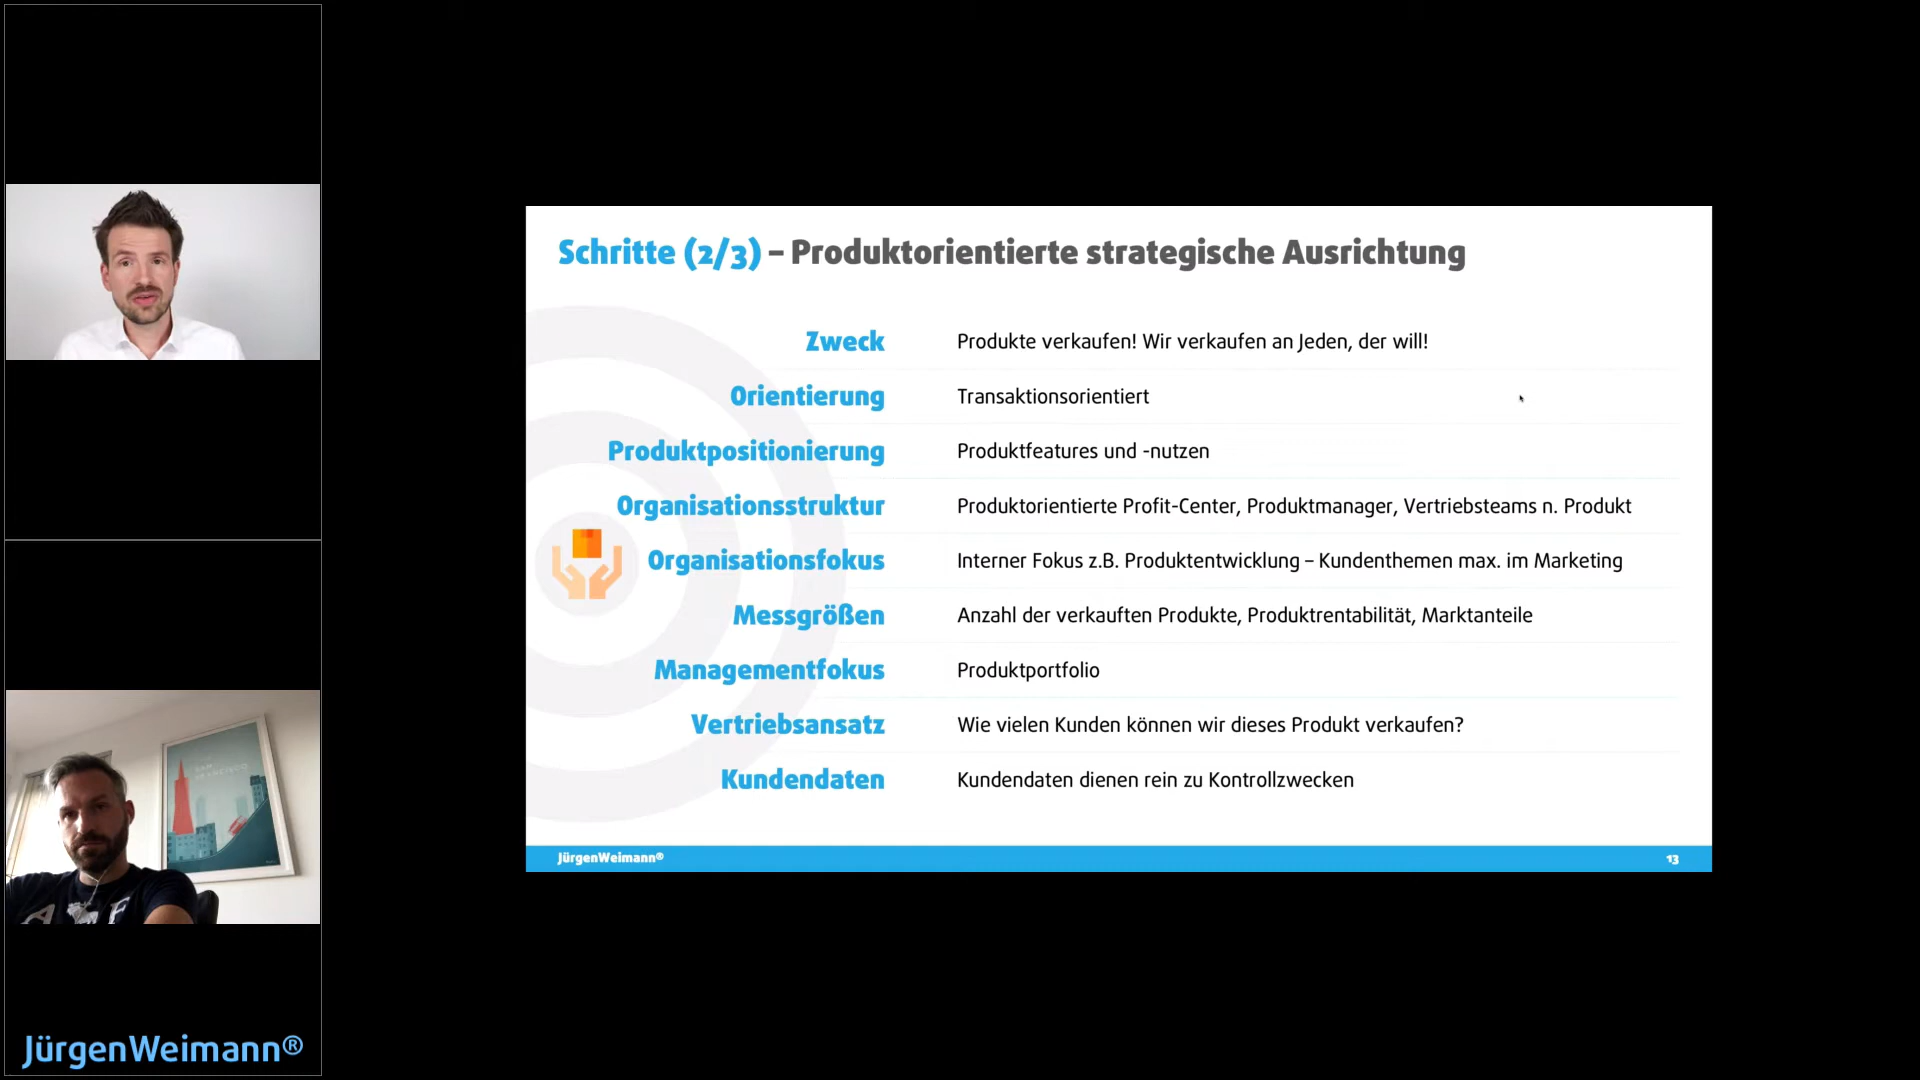 Schritte (2/3) – Produktorientierte strategische Ausrichtung
Zweck Produkte verkaufen! Wir verkaufen an Jeden, der will!
Orientierung Transaktionsorientiert
Produktpositionierung Produktfeatures und -nutzen
Organisationsstruktur Produktorientierte Profit-Center, Produktmanager, Vertriebsteams n. Produkt
Organisationsfokus Interner Fokus z.B. Produktentwicklung – Kundenthemen max. im Marketing
Messgrößen Anzahl der verkauften Produkte, Produktrentabilität, Marktanteile
Managementfokus Produktportfolio
Vertriebsansatz Wie vielen Kunden können wir dieses Produkt verkaufen?
Kundendaten Kundendaten dienen rein zu Kontrollzwecken
JürgenWeimann® 13
SAN FRANCISCO
A F
JürgenWeimann®